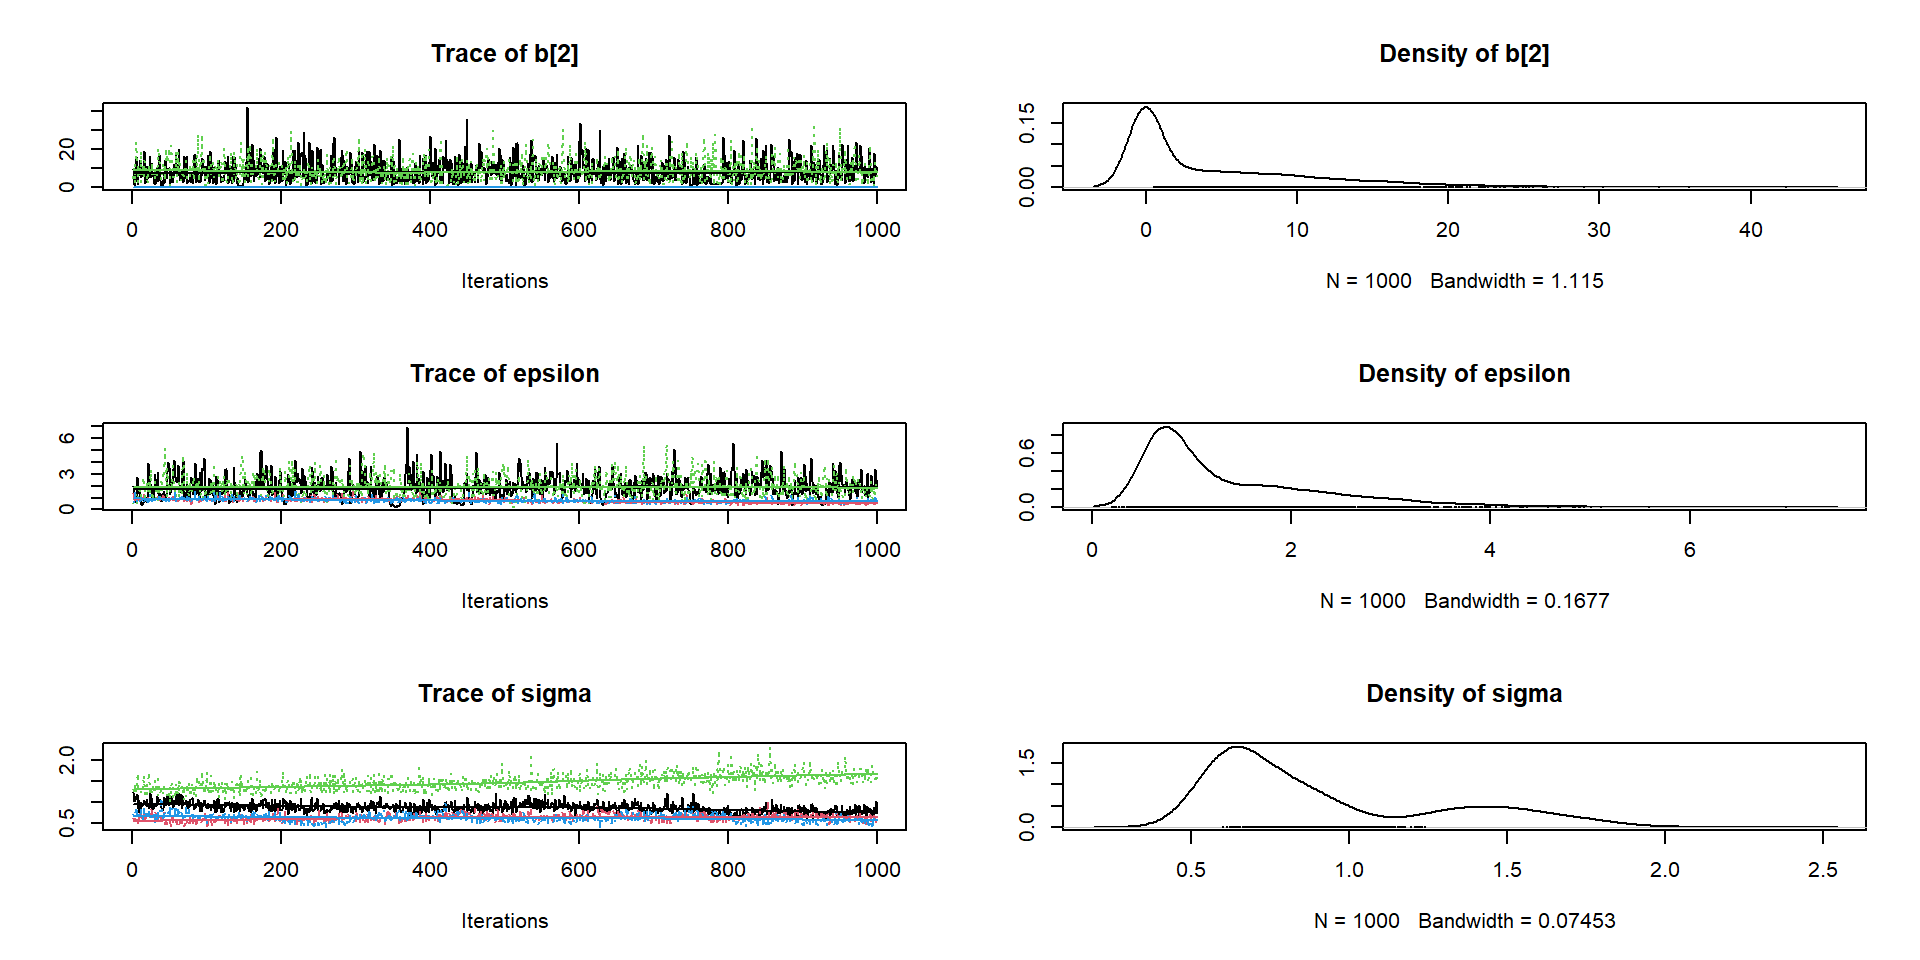 Trace of b[2]
20
0
0 200 400 600 800 1000
Iterations
Density of b[2]
0.15
0.00
0 10 20 30 40
N = 1000 Bandwidth = 1.115
Trace of epsilon
6
3
0
0 200 400 600 800 1000
Iterations
Density of epsilon
0.6
0.0
0 2 4 6
N = 1000 Bandwidth = 0.1677
Trace of sigma
2.0
0.5
0 200 400 600 800 1000
Iterations
Density of sigma
1.5
0.0
0.5 1.0 1.5 2.0 2.5
N = 1000 Bandwidth = 0.07453